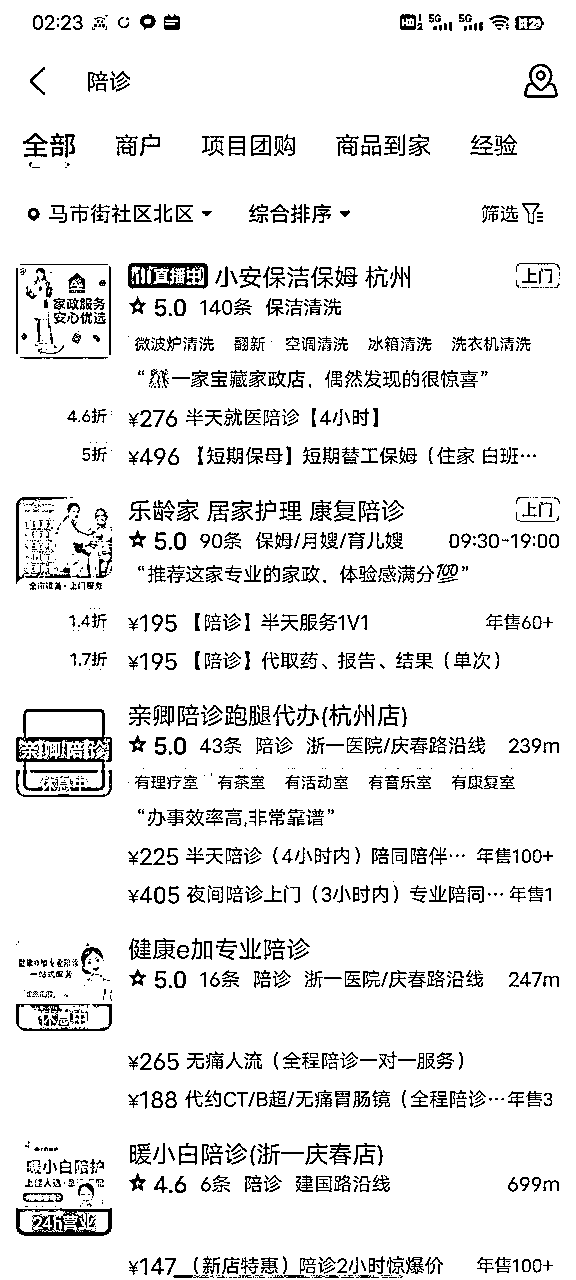 02:23
陪诊
全部 商户 项目团购 商品到家 经验
马市街社区北区 综合排序 筛选
直播中 小安保洁保姆 杭州 上门
家政服务
安心优选
5.0 140条 保洁清洗
微波炉清洗 翻新 空调清洗 冰箱清洗 洗衣机清洗
“一家宝藏家政店,偶然发现的很惊喜”
4.6折 ¥276 半天就医陪诊【4小时】
5折 ¥496 【短期保母】短期替工保姆(住家 白班…
乐龄家 居家护理 康复陪诊 上门
5.0 90条 保姆/月嫂/育儿嫂 09:30-19:00
“推荐这家专业的家政,体验感满分💯”
1.4折 ¥195 【陪诊】半天服务1V1 年售60+
1.7折 ¥195 【陪诊】代取药、报告、结果(单次)
亲卿陪诊跑腿代办(杭州店)
亲卿陪诊
休息中
5.0 43条 陪诊 浙一医院/庆春路沿线 239m
有理疗室 有茶室 有活动室 有音乐室 有康复室
“办事效率高,非常靠谱”
¥225 半天陪诊(4小时内)陪同陪伴… 年售100+
¥405 夜间陪诊上门(3小时内)专业陪同… 年售1
健康e加专业陪诊
健康e加专业陪诊
一站式服务
休息中
5.0 16条 陪诊 浙一医院/庆春路沿线 247m
¥265 无痛人流(全程陪诊一对一服务)
¥188 代约CT/B超/无痛胃肠镜(全程陪诊… 年售3
暖小白陪诊(浙一庆春店)
暖小白陪护
24h营业
4.6 6条 陪诊 建国路沿线 699m
¥147 (新店特惠)陪诊2小时惊爆价 年售100+